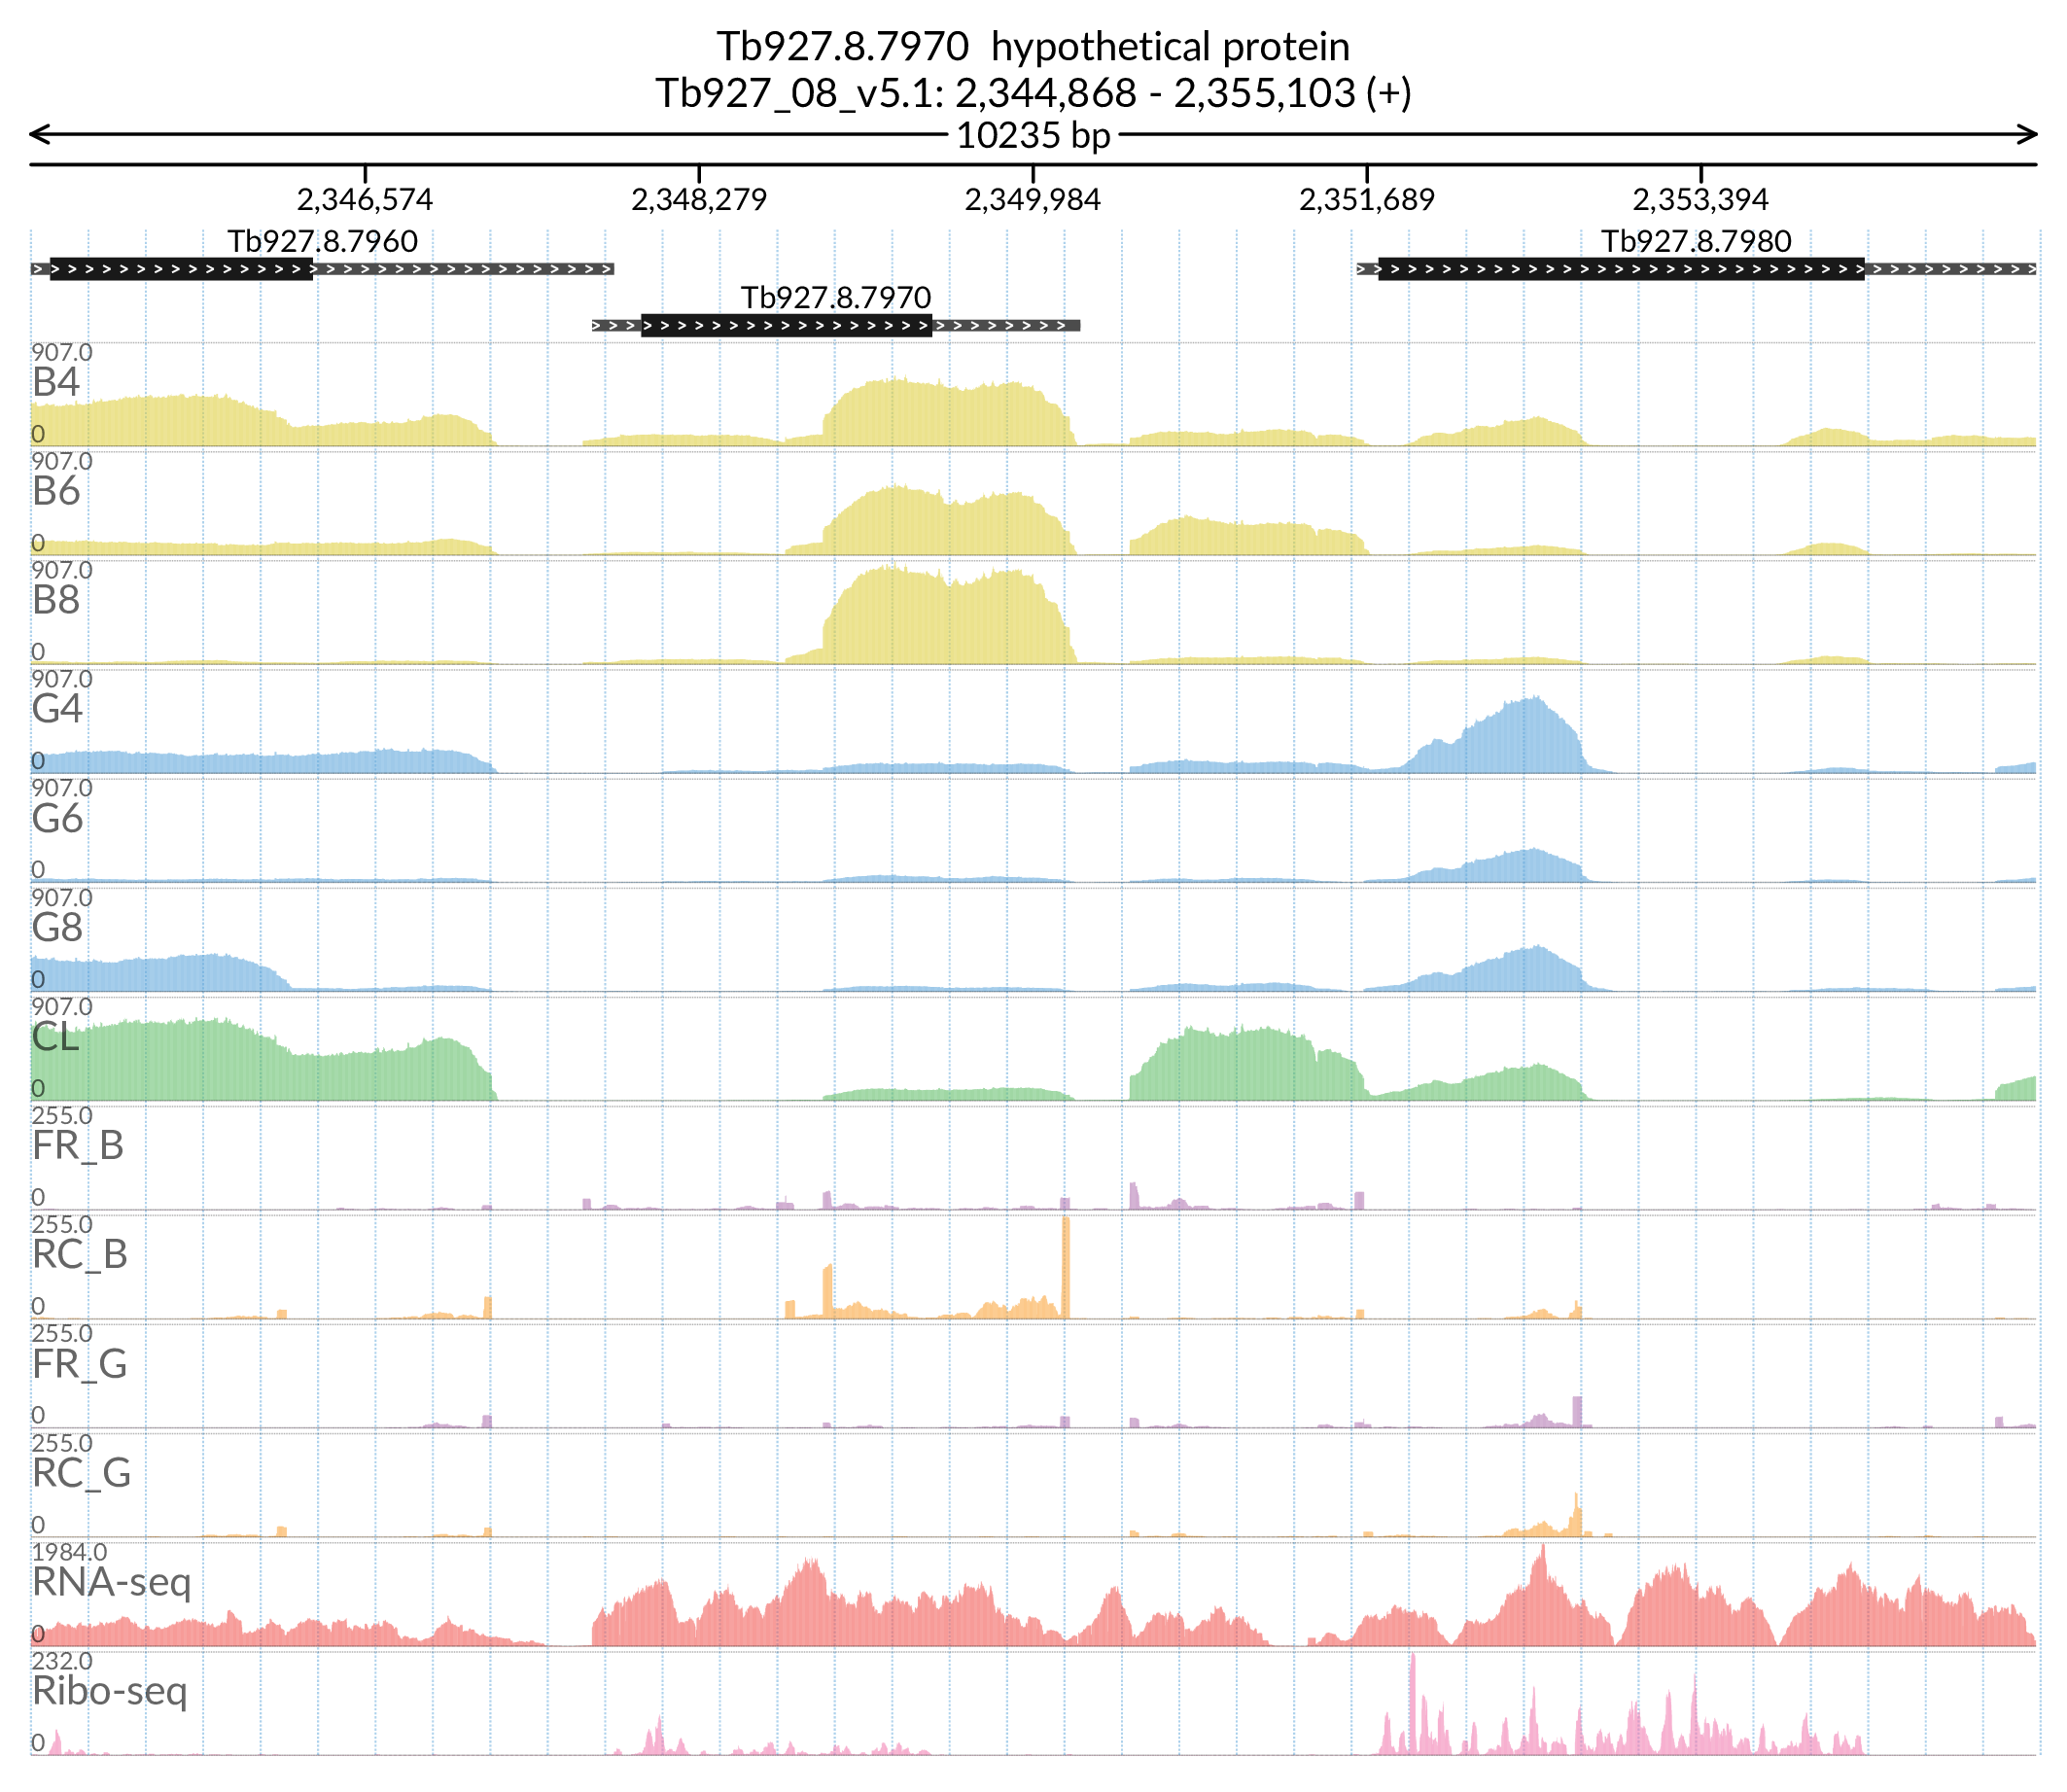 Tb927.8.7970 hypothetical protein
Tb927_08_v5.1: 2,344,868 - 2,355,103 (+)
10235 bp
2,346,574 2,348,279 2,349,984 2,351,689 2,353,394
Tb927.8.7960 Tb927.8.7980
Tb927.8.7970
907.0
B4
0
907.0
B6
0
907.0
B8
0
907.0
G4
0
907.0
G6
0
907.0
G8
0
907.0
CL
0
255.0
FR_B
0
255.0
RC_B
0
255.0
FR_G
0
255.0
RC_G
0
1984.0
RNA-seq
0
232.0
Ribo-seq
0